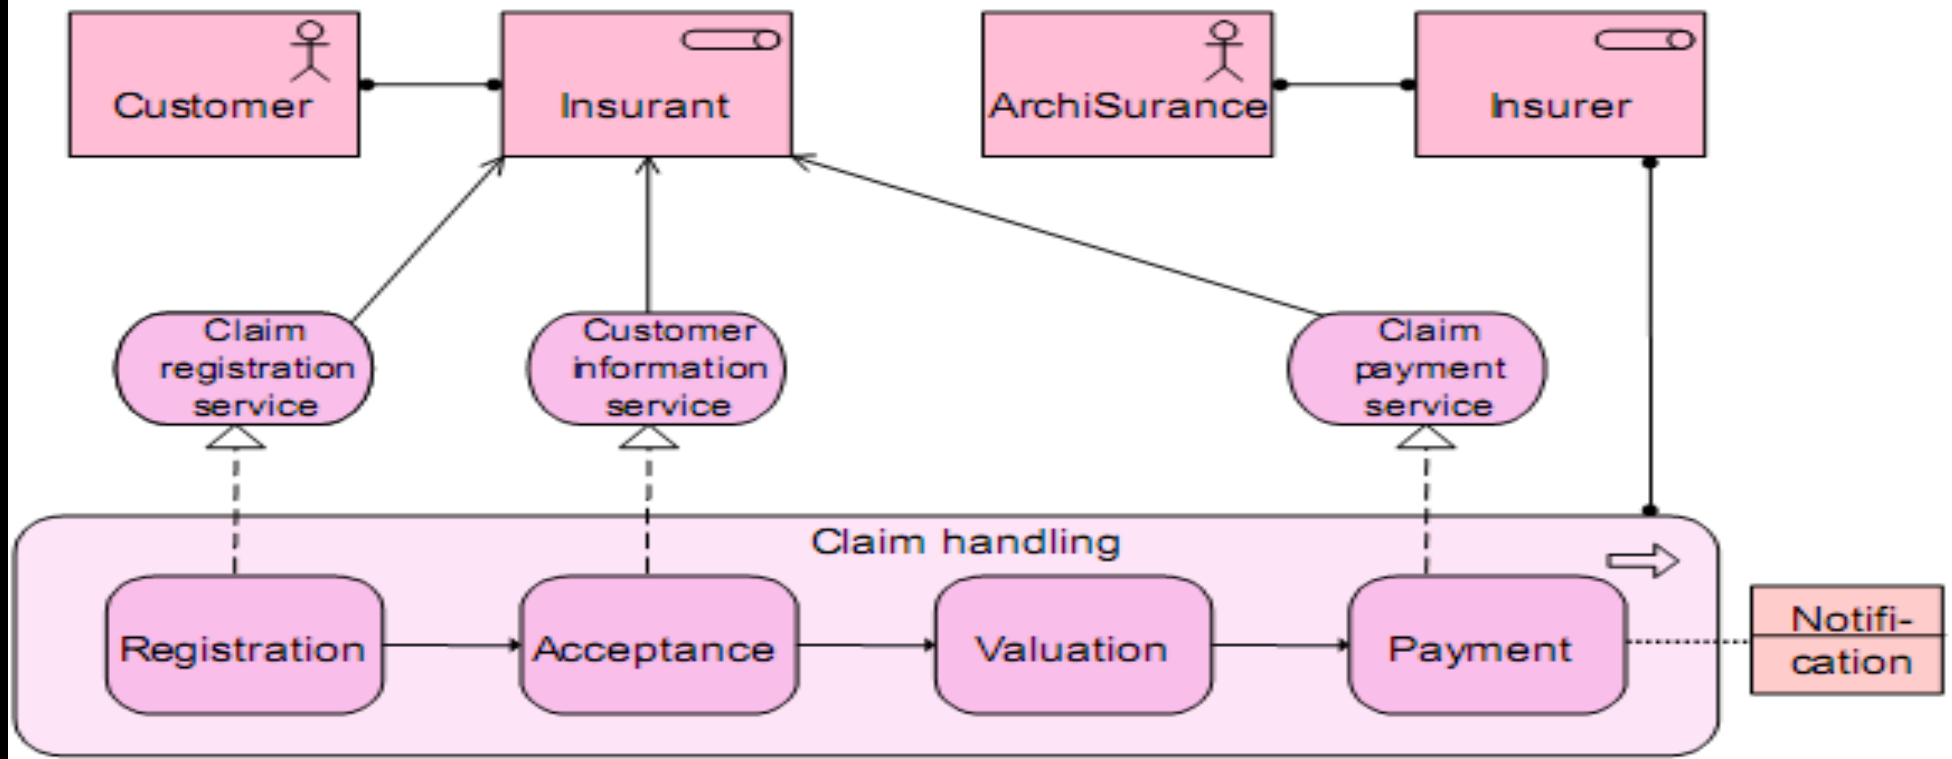 Customer
Insurant
ArchiSurance
Insurer
Claim
registration
service
Customer
information
service
Claim
payment
service
Claim handling
Registration
Acceptance
Valuation
Payment
Notifi-
cation